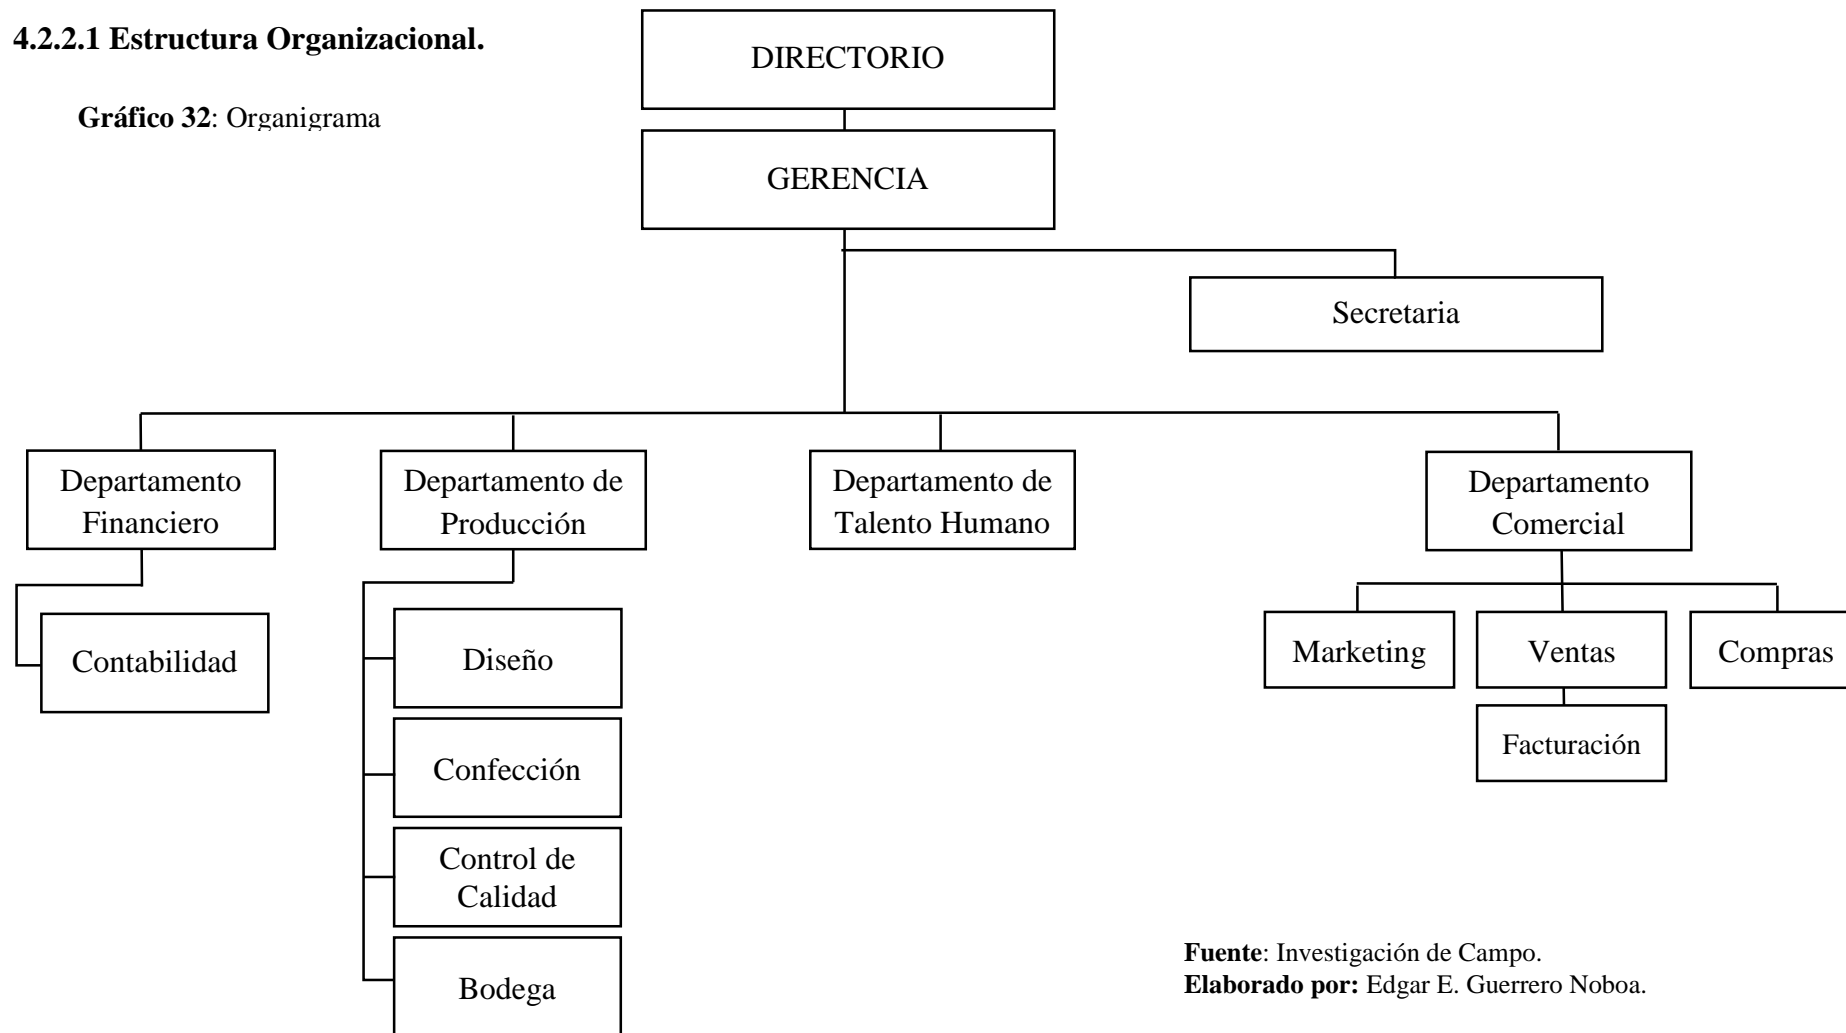 4.2.2.1 Estructura Organizacional.
Gráfico 32: Organigrama
DIRECTORIO
GERENCIA
Secretaria
Departamento
Financiero
Departamento de
Producción
Departamento de
Talento Humano
Departamento
Comercial
Contabilidad
Diseño
Confección
Control de
Calidad
Bodega
Marketing
Ventas
Compras
Facturación
Fuente: Investigación de Campo.
Elaborado por: Edgar E. Guerrero Noboa.